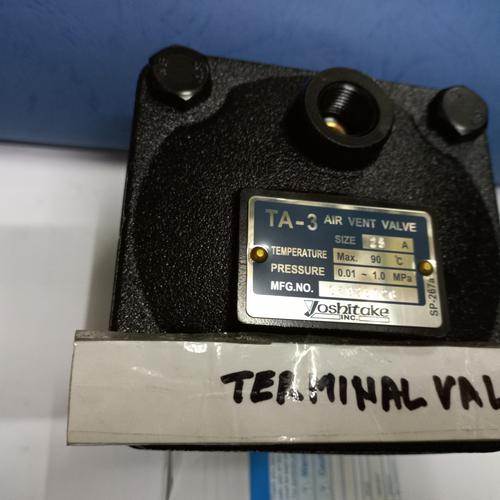 TA-3 AIR VENT VALVE
SIZE 25 A
TEMPERATURE Max. 90 ℃
PRESSURE 0.01 ~ 1.0 MPa
MFG.NO.
Yoshitake
INC.
SP-267a
TERMINAL VAL